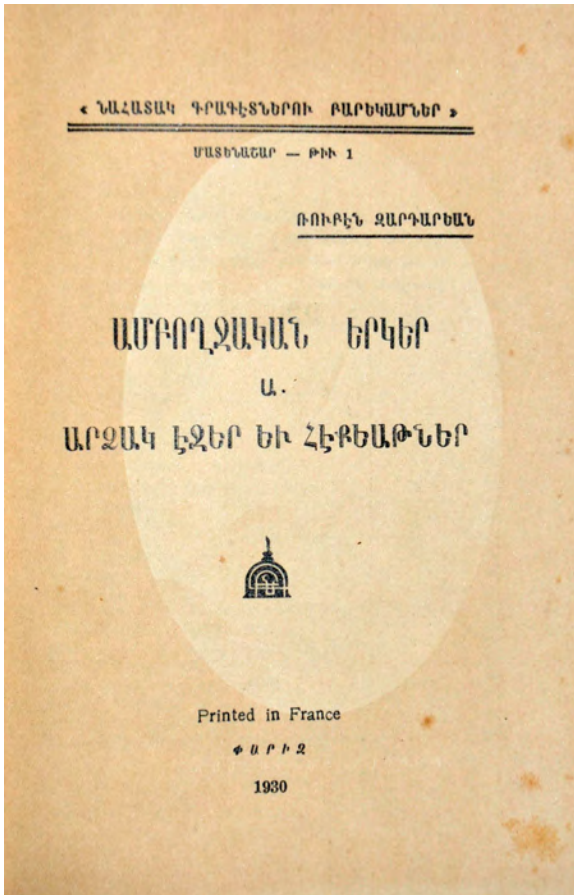 « ՆԱՀԱՏԱԿ ԳՐԱԳԷՏՆԵՐՈՒ ԲԱՐԵԿԱՄՆԵՐ »
ՄԱՏԵՆԱՇԱՐ — ԹԻՒ 1
ՌՈՒԲԷՆ ԶԱՐԴԱՐԵԱՆ
ԱՄԲՈՂՋԱԿԱՆ ԵՐԿԵՐ
Ա.
ԱՐՁԱԿ ԷՋԵՐ ԵՒ ՀԷՔԵԱԹՆԵՐ
Printed in France
ՓԱՐԻԶ
1930